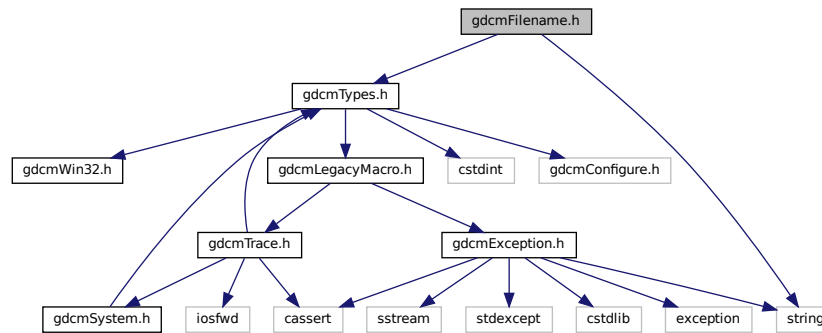 gdcmFilename.h
gdcmTypes.h
gdcmWin32.h
gdcmLegacyMacro.h
cstdint
gdcmConfigure.h
gdcmTrace.h
gdcmException.h
gdcmSystem.h
iosfwd
cassert
sstream
stdexcept
cstdlib
exception
string